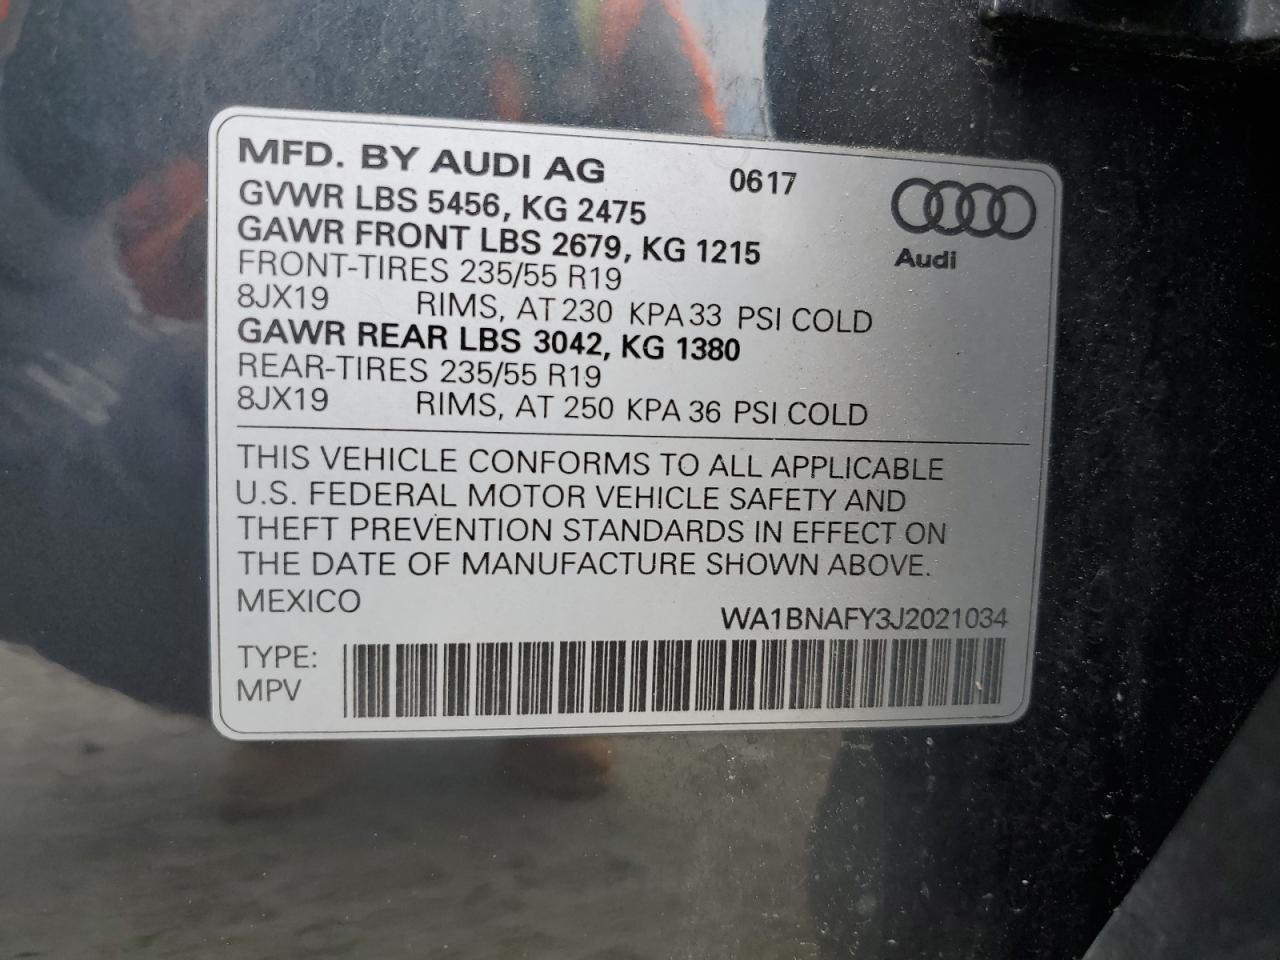 MFD. BY AUDI AG 0617
GVWR LBS 5456, KG 2475
GAWR FRONT LBS 2679, KG 1215
Audi
FRONT-TIRES 235/55 R19
8JX19 RIMS, AT 230 KPA 33 PSI COLD
GAWR REAR LBS 3042, KG 1380
REAR-TIRES 235/55 R19
8JX19 RIMS, AT 250 KPA 36 PSI COLD
THIS VEHICLE CONFORMS TO ALL APPLICABLE
U.S. FEDERAL MOTOR VEHICLE SAFETY AND
THEFT PREVENTION STANDARDS IN EFFECT ON
THE DATE OF MANUFACTURE SHOWN ABOVE.
MEXICO WA1BNAFY3J2021034
TYPE:
MPV